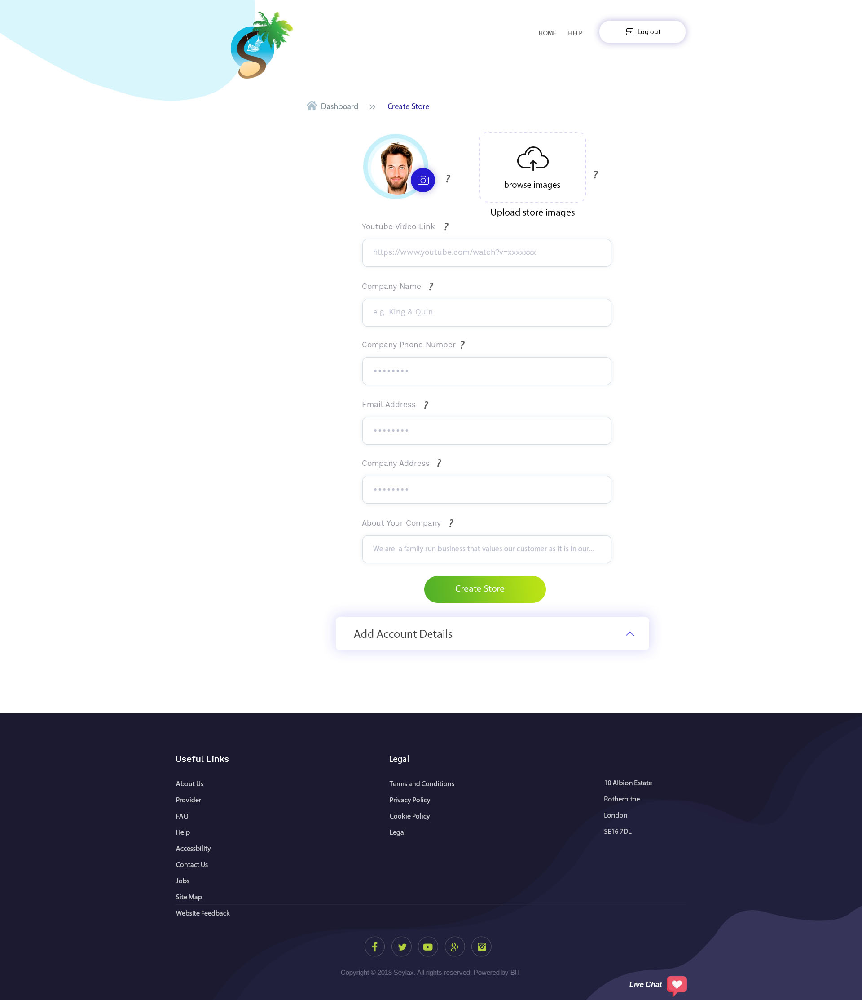 HOME HELP Log out
Dashboard » Create Store
?
browse images
?
Upload store images
Youtube Video Link ?
https://www.youtube.com/watch?v=xxxxxxx
Company Name ?
e.g. King & Quin
Company Phone Number ?
••••••••
Email Address ?
••••••••
Company Address ?
••••••••
About Your Company ?
We are a family run business that values our customer as it is in our...
Create Store
Add Account Details
Useful Links
About Us
Provider
FAQ
Help
Accessbility
Contact Us
Jobs
Site Map
Website Feedback
Legal
Terms and Conditions
Privacy Policy
Cookie Policy
Legal
10 Albion Estate
Rotherhithe
London
SE16 7DL
Copyright © 2018 Seylax. All rights reserved. Powered by BIT
Live Chat